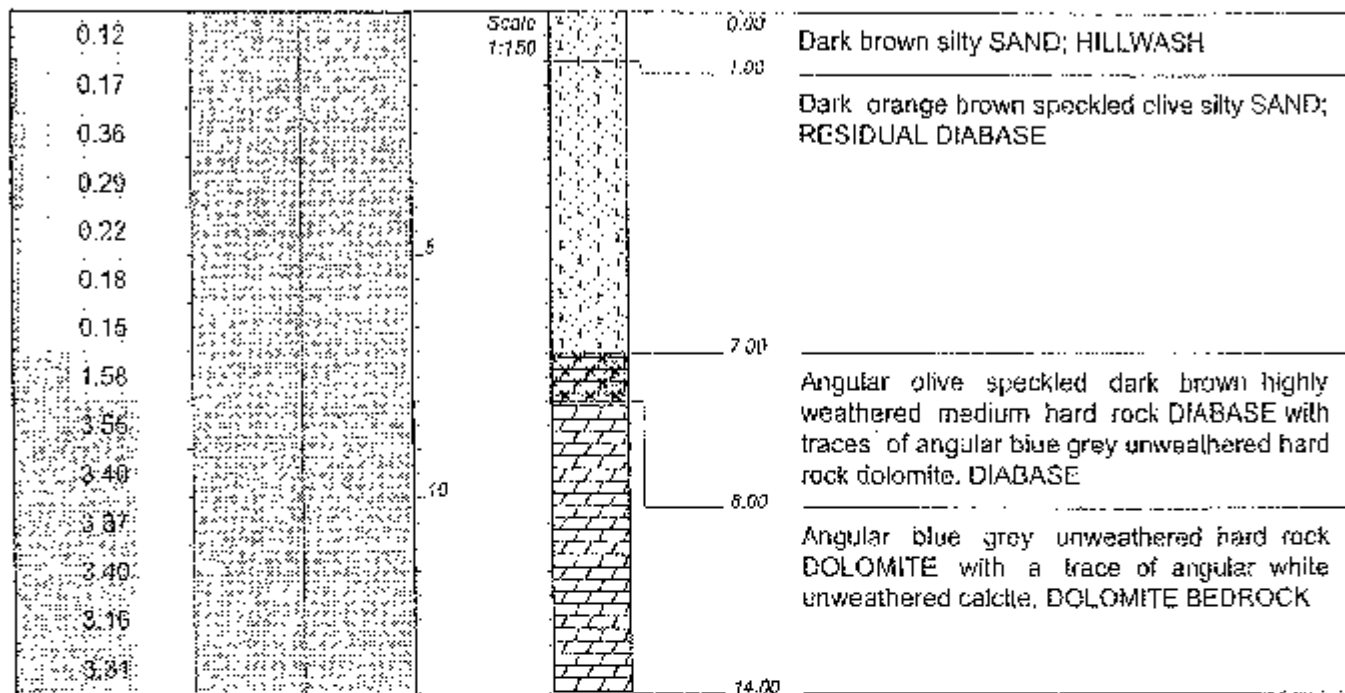 0.12
0.17
0.36
0.29
0.22
0.18
0.15
1.58
3.56
3.40
3.37
3.40
3.16
3.31
5
10
Scale
1:150
0.00
1.00
7.00
8.00
14.00
Dark brown silty SAND; HILLWASH
Dark orange brown speckled olive silty SAND;
RESIDUAL DIABASE
Angular olive speckled dark brown highly
weathered medium hard rock DIABASE with
traces of angular blue grey unweathered hard
rock dolomite. DIABASE
Angular blue grey unweathered hard rock
DOLOMITE with a trace of angular white
unweathered calcite, DOLOMITE BEDROCK